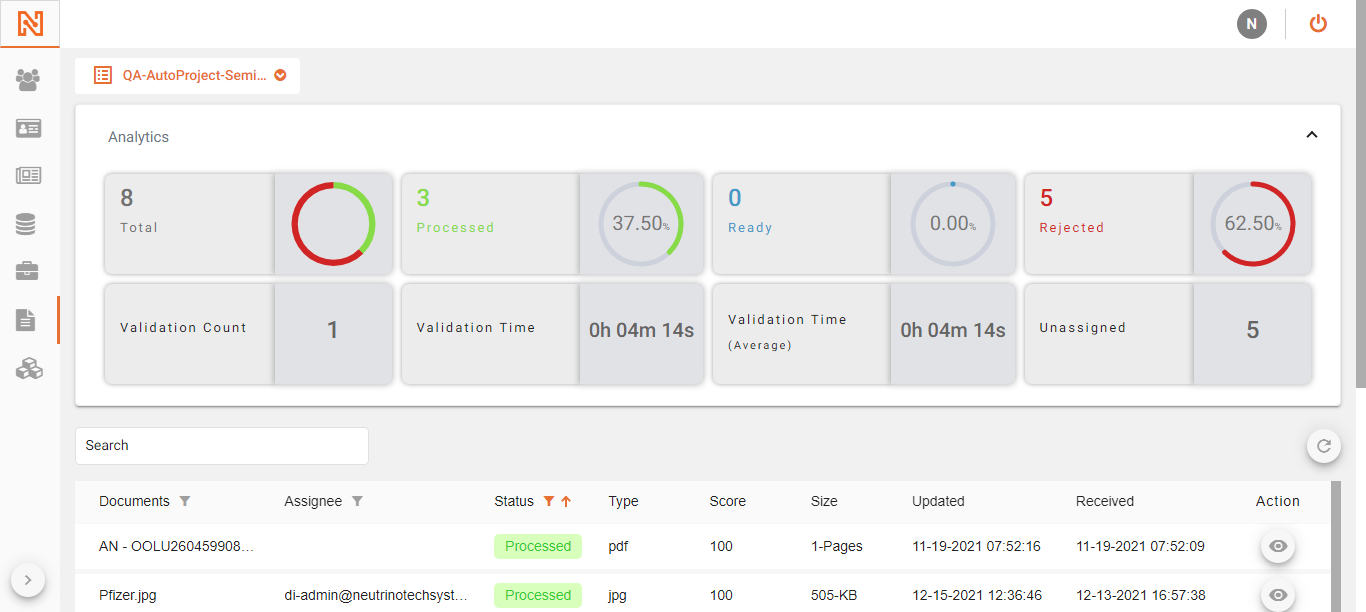 N
QA-AutoProject-Semi...
Analytics
8
Total
3
Processed
37.50%
0
Ready
0.00%
5
Rejected
62.50%
Validation Count
1
Validation Time
0h 04m 14s
Validation Time
(Average)
0h 04m 14s
Unassigned
5
Search
Documents Assignee Status Type Score Size Updated Received Action
AN - OOLU260459908... Processed pdf 100 1-Pages 11-19-2021 07:52:16 11-19-2021 07:52:09
Pfizer.jpg di-admin@neutrinotechsyst... Processed jpg 100 505-KB 12-15-2021 12:36:46 12-13-2021 16:57:38